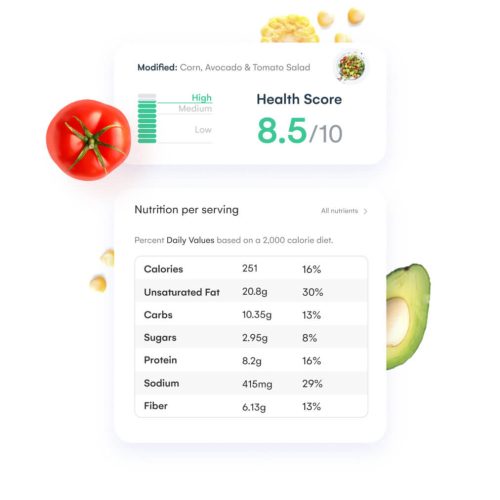 Modified: Corn, Avocado & Tomato Salad
High
Medium
Low
Health Score
8.5/10
Nutrition per serving
All nutrients >
Percent Daily Values based on a 2,000 calorie diet.
Calories 251 16%
Unsaturated Fat 20.8g 30%
Carbs 10.35g 13%
Sugars 2.95g 8%
Protein 8.2g 16%
Sodium 415mg 29%
Fiber 6.13g 13%